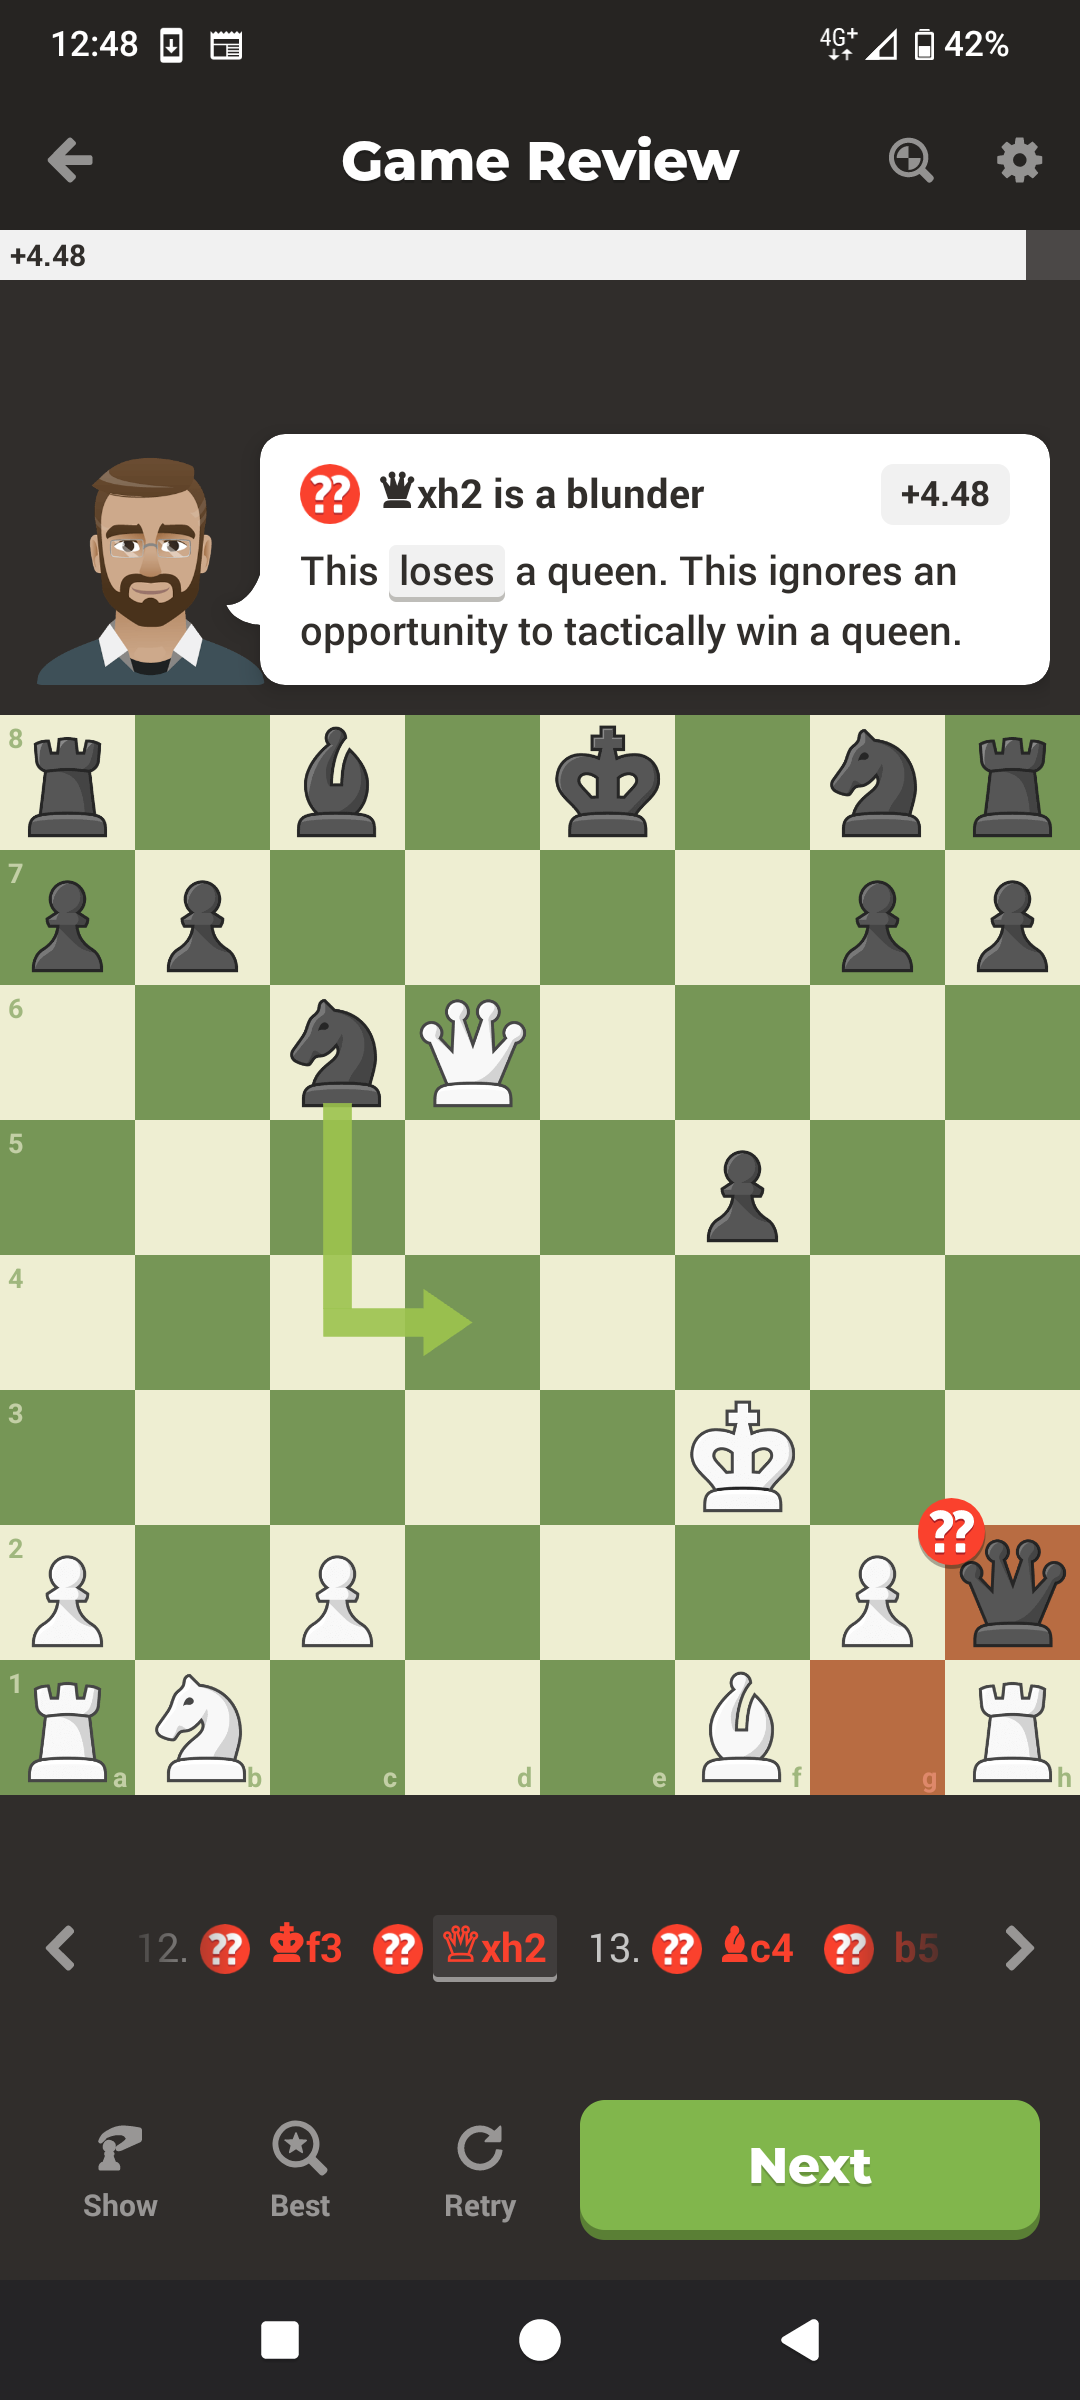 12:48 4G+ 42%
Game Review
+4.48
?? xh2 is a blunder +4.48
This loses a queen. This ignores an
opportunity to tactically win a queen.
8
7
6
5
4
3
??
2
1
a b c d e f g h
12. ?? f3 ?? xh2 13. ?? c4 ?? b5
Show Best Retry Next